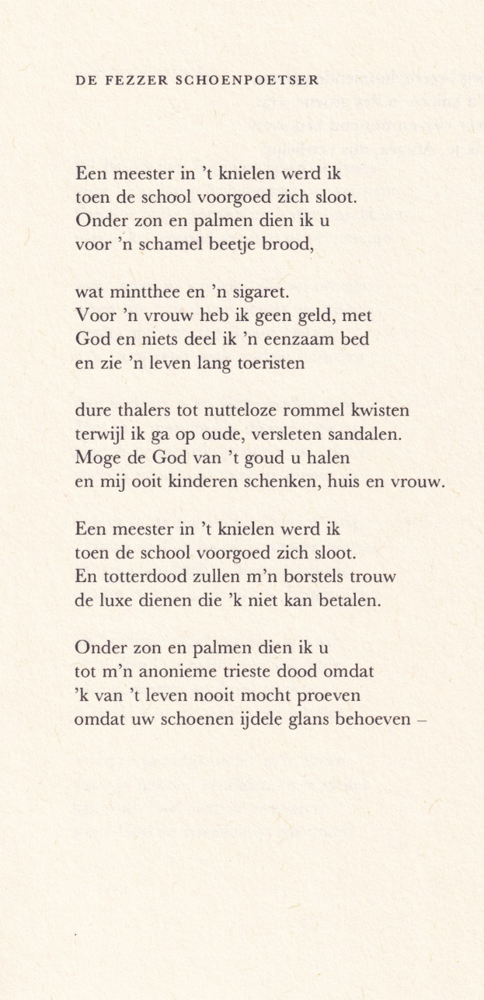 DE FEZZER SCHOENPOETSER
Een meester in ’t knielen werd ik
toen de school voorgoed zich sloot.
Onder zon en palmen dien ik u
voor ’n schamel beetje brood,
wat mintthee en ’n sigaret.
Voor ’n vrouw heb ik geen geld, met
God en niets deel ik ’n eenzaam bed
en zie ’n leven lang toeristen
dure thalers tot nutteloze rommel kwisten
terwijl ik ga op oude, versleten sandalen.
Moge de God van ’t goud u halen
en mij ooit kinderen schenken, huis en vrouw.
Een meester in ’t knielen werd ik
toen de school voorgoed zich sloot.
En totterdood zullen m’n borstels trouw
de luxe dienen die ’k niet kan betalen.
Onder zon en palmen dien ik u
tot m’n anonieme trieste dood omdat
’k van ’t leven nooit mocht proeven
omdat uw schoenen ijdele glans behoeven –